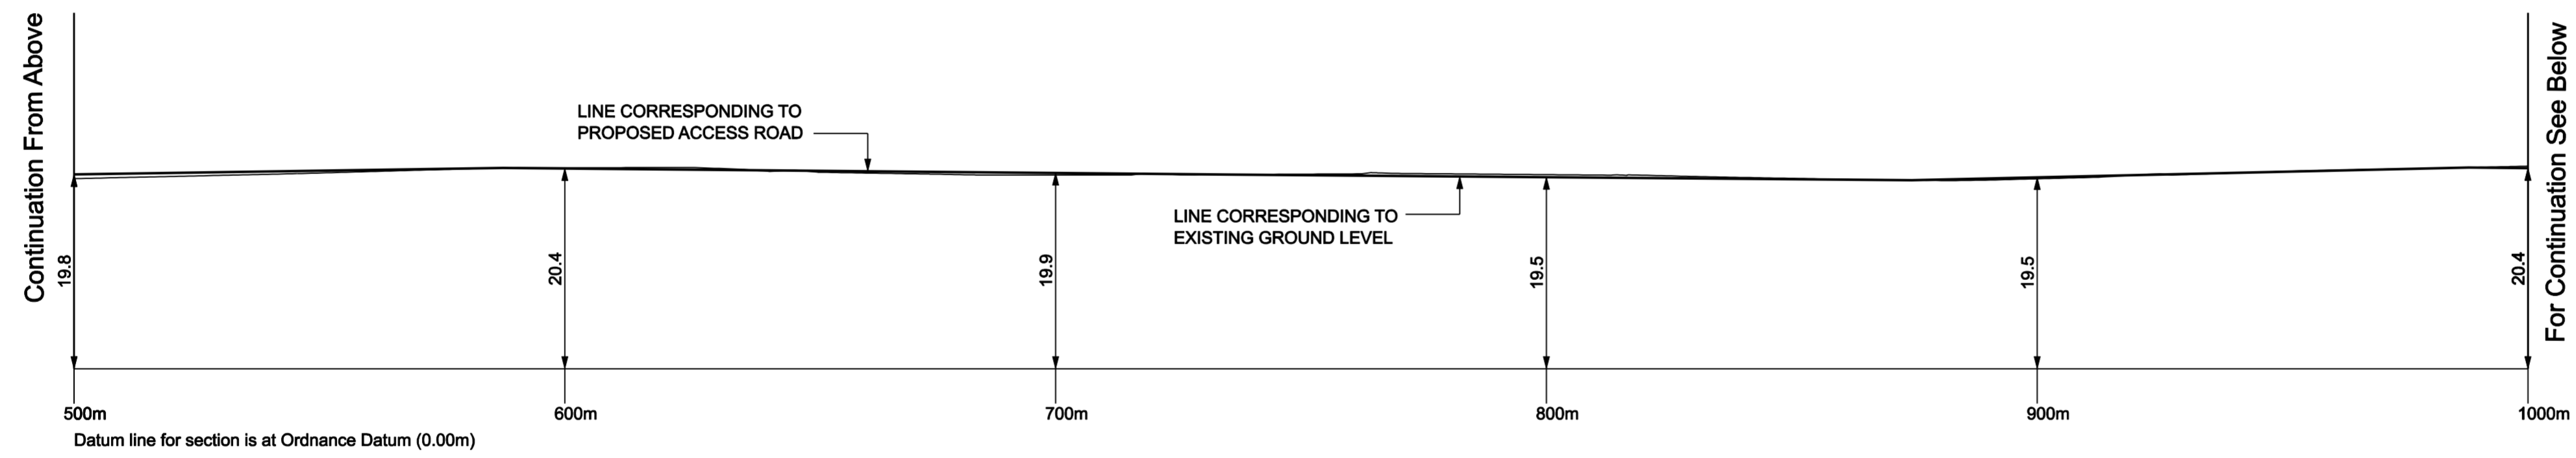 Continuation From Above
LINE CORRESPONDING TO
PROPOSED ACCESS ROAD
LINE CORRESPONDING TO
EXISTING GROUND LEVEL
19.8
20.4
19.9
19.5
19.5
20.4
For Continuation See Below
500m
600m
700m
800m
900m
1000m
Datum line for section is at Ordnance Datum (0.00m)